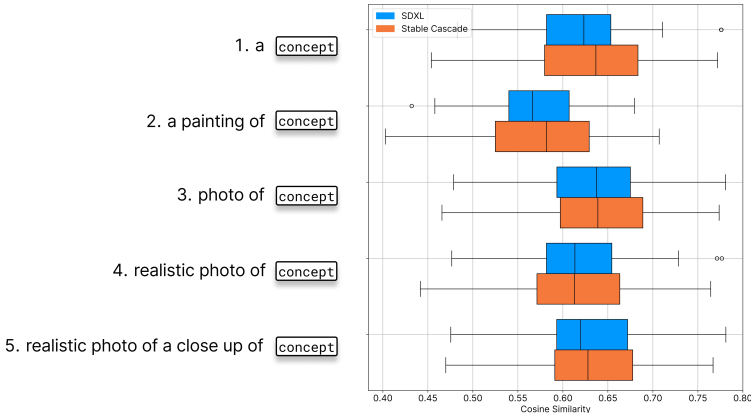 SDXL
Stable Cascade
1. a concept
2. a painting of concept
3. photo of concept
4. realistic photo of concept
5. realistic photo of a close up of concept
0.40 0.45 0.50 0.55 0.60 0.65 0.70 0.75 0.80
Cosine Similarity